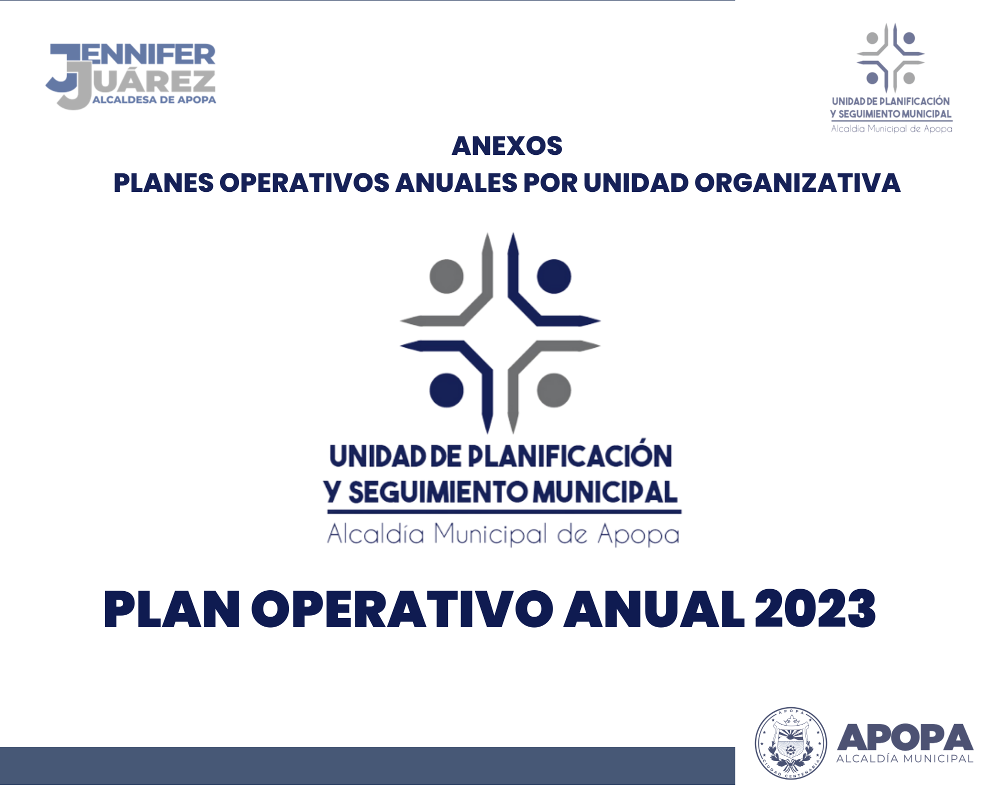 JENNIFER
JUÁREZ
ALCALDESA DE APOPA
UNIDAD DE PLANIFICACIÓN
Y SEGUIMIENTO MUNICIPAL
Alcaldía Municipal de Apopa
ANEXOS
PLANES OPERATIVOS ANUALES POR UNIDAD ORGANIZATIVA
UNIDAD DE PLANIFICACIÓN
Y SEGUIMIENTO MUNICIPAL
Alcaldía Municipal de Apopa
PLAN OPERATIVO ANUAL 2023
APOPA
CIUDAD CENTENARIA
APOPA
ALCALDÍA MUNICIPAL